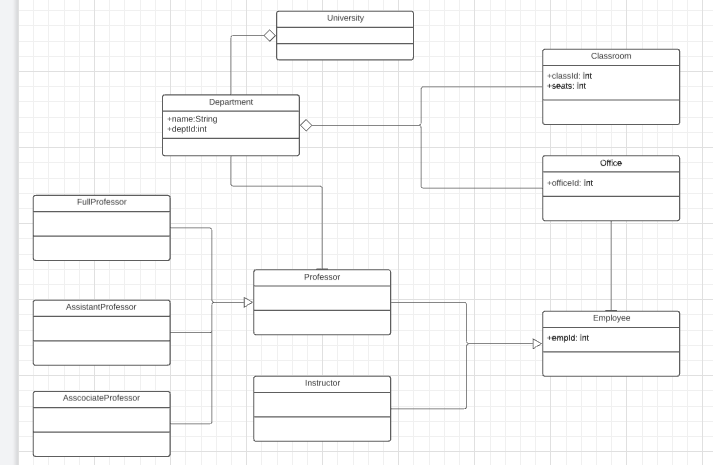 University
Classroom
+classId: int
+seats: int
Department
+name:String
+deptId:int
Office
+officeId: int
FullProfessor
Professor
AssistantProfessor
Employee
+empId: int
Instructor
AsscociateProfessor